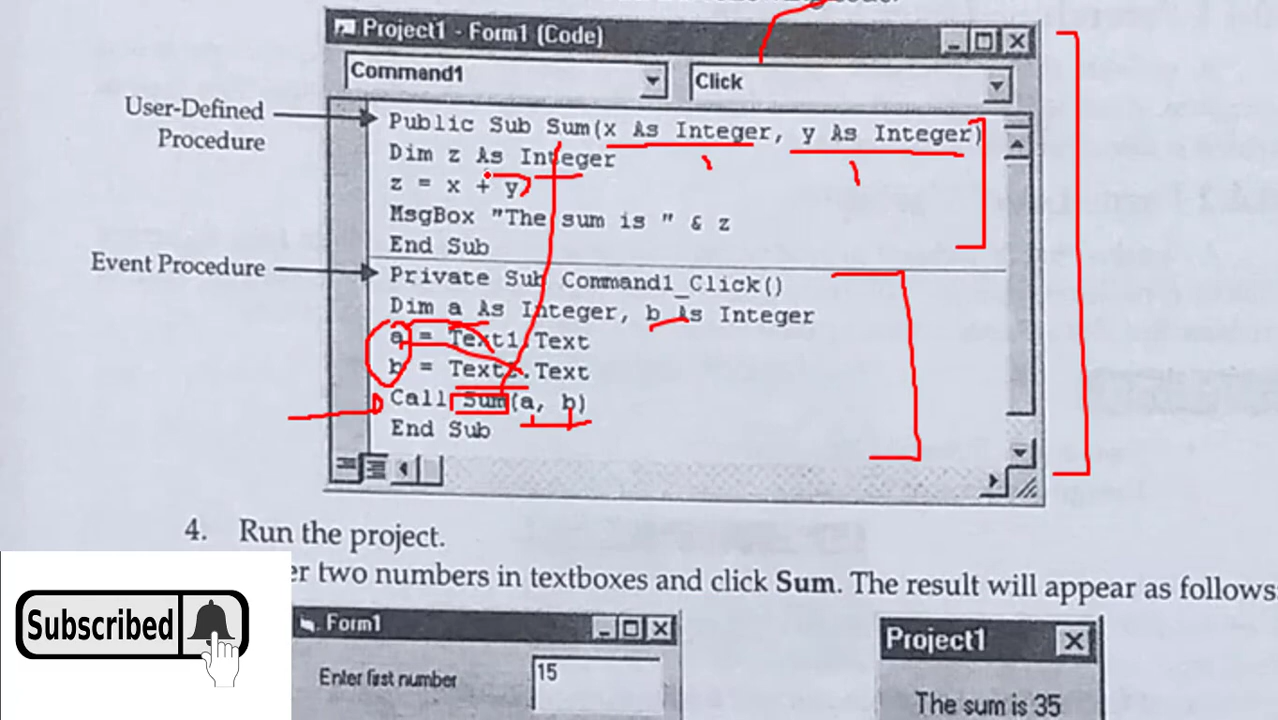 Project1 - Form1 (Code)
Command1
Click
User-Defined
Procedure
Public Sub Sum(x As Integer, y As Integer)
Dim z As Integer
z = x + y
MsgBox "The sum is " & z
End Sub
Event Procedure
Private Sub Command1_Click()
Dim a As Integer, b As Integer
a = Text1.Text
b = Text2.Text
Call Sum(a, b)
End Sub
4. Run the project.
er two numbers in textboxes and click Sum. The result will appear as follows:
Subscribed
Form1
Enter first number
15
Project1
The sum is 35